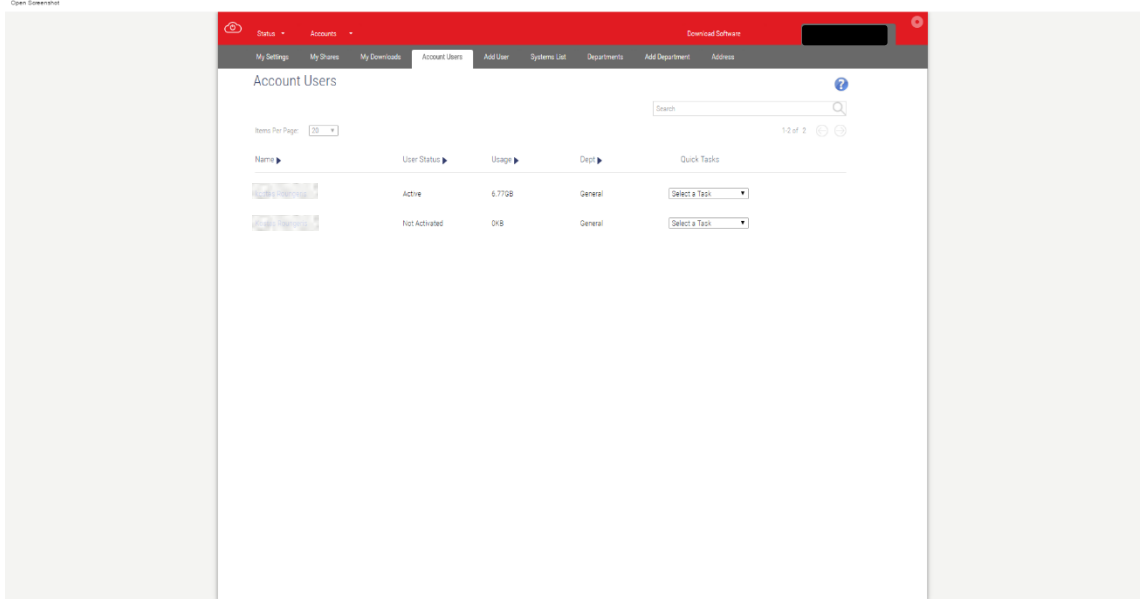 Open Screenshot
Status Accounts Download Software
My Settings My Shares My Downloads Account Users Add User Systems List Departments Add Department Address
Account Users
?
Search
Items Per Page: 20 1-2 of 2
Name User Status Usage Dept Quick Tasks
Active 6.77GB General Select a Task
Not Activated 0KB General Select a Task